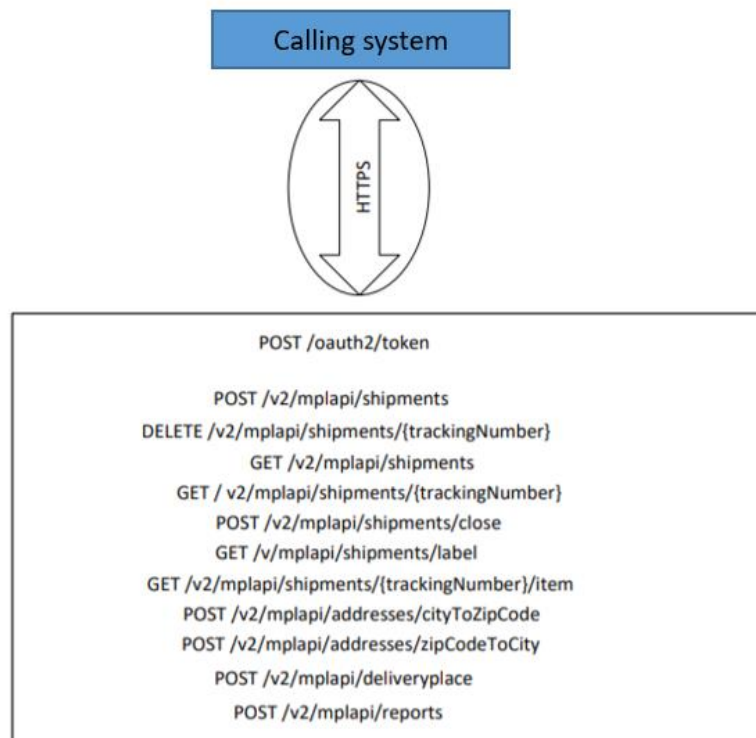 Calling system
HTTPS
POST /oauth2/token
POST /v2/mplapi/shipments
DELETE /v2/mplapi/shipments/{trackingNumber}
GET /v2/mplapi/shipments
GET / v2/mplapi/shipments/{trackingNumber}
POST /v2/mplapi/shipments/close
GET /v/mplapi/shipments/label
GET /v2/mplapi/shipments/{trackingNumber}/item
POST /v2/mplapi/addresses/cityToZipCode
POST /v2/mplapi/addresses/zipCodeToCity
POST /v2/mplapi/deliveryplace
POST /v2/mplapi/reports